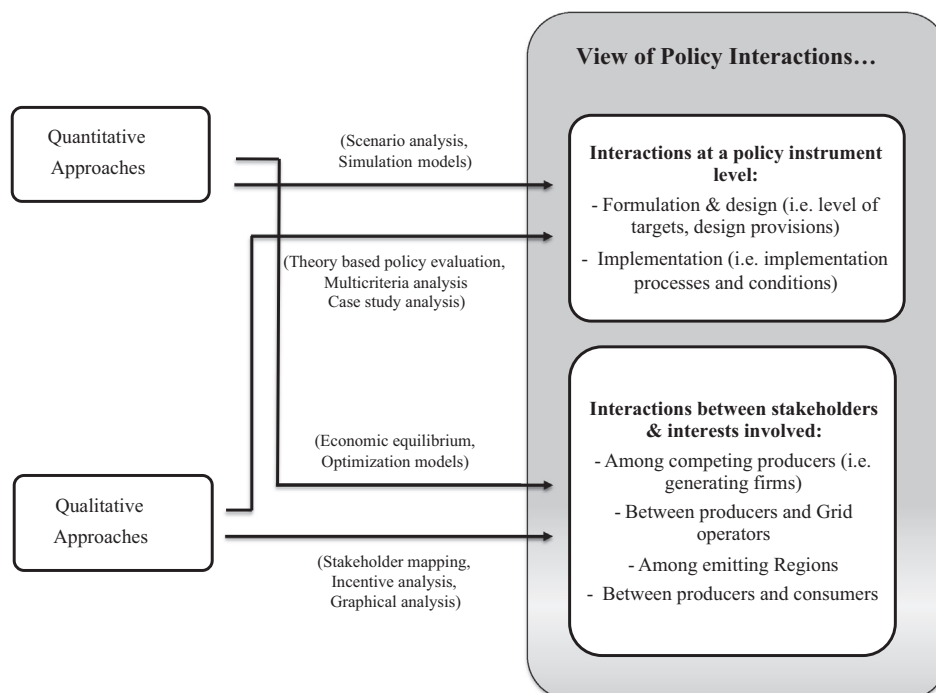 View of Policy Interactions…
Quantitative
Approaches
(Scenario analysis,
Simulation models)
Interactions at a policy instrument
level:
- Formulation & design (i.e. level of
targets, design provisions)
- Implementation (i.e. implementation
processes and conditions)
(Theory based policy evaluation,
Multicriteria analysis
Case study analysis)
(Economic equilibrium,
Optimization models)
Interactions between stakeholders
& interests involved:
- Among competing producers (i.e.
generating firms)
- Between producers and Grid
operators
- Among emitting Regions
- Between producers and consumers
Qualitative
Approaches
(Stakeholder mapping,
Incentive analysis,
Graphical analysis)